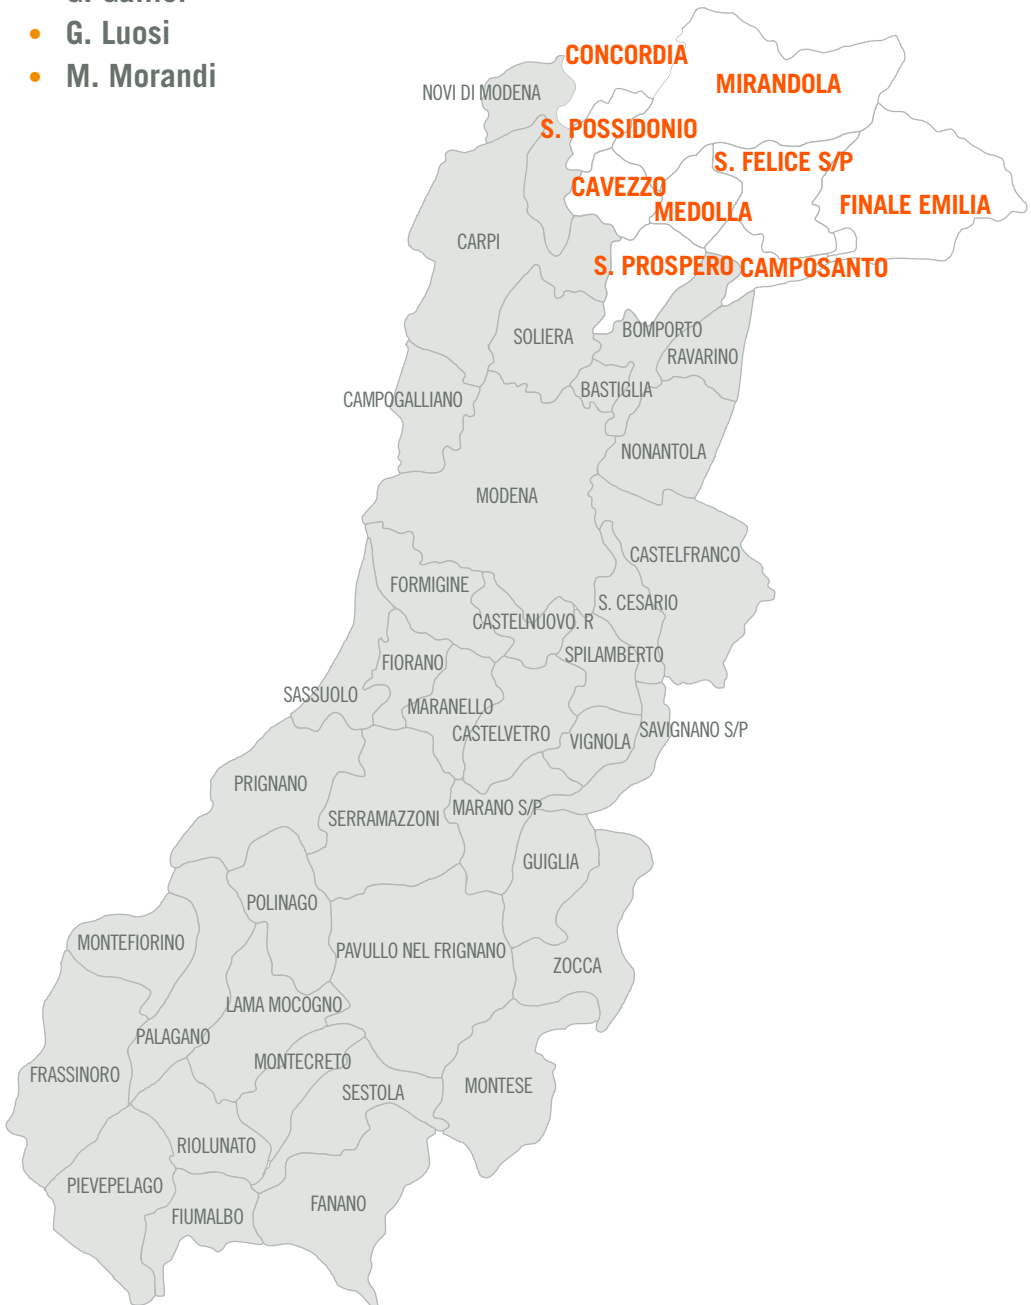 • G. Luosi
• M. Morandi
CONCORDIA
MIRANDOLA
NOVI DI MODENA
S. POSSIDONIO
S. FELICE S/P
CAVEZZO
MEDOLLA
FINALE EMILIA
CARPI
S. PROSPERO
CAMPOSANTO
SOLIERA
BOMPORTO
RAVARINO
BASTIGLIA
CAMPOGALLIANO
NONANTOLA
MODENA
CASTELFRANCO
FORMIGINE
S. CESARIO
CASTELNUOVO. R
SPILAMBERTO
FIORANO
SASSUOLO
MARANELLO
CASTELVETRO
VIGNOLA
SAVIGNANO S/P
PRIGNANO
MARANO S/P
SERRAMAZZONI
GUIGLIA
POLINAGO
MONTEFIORINO
PAVULLO NEL FRIGNANO
ZOCCA
LAMA MOCOGNO
PALAGANO
MONTECRETO
FRASSINORO
SESTOLA
MONTESE
RIOLUNATO
PIEVEPELAGO
FANANO
FIUMALBO